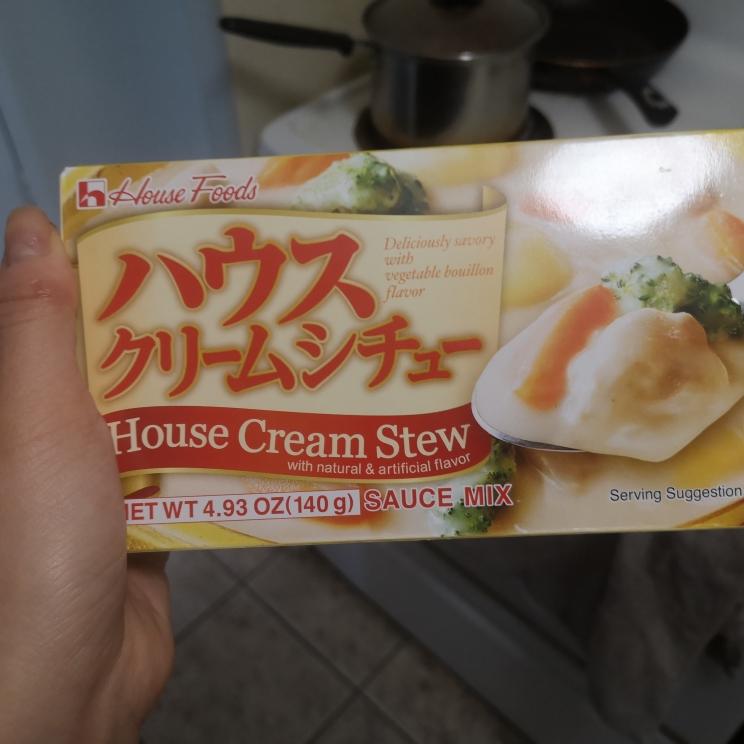 House Foods
Deliciously savory
with
vegetable bouillon
flavor
ハウス
クリームシチュー
House Cream Stew
with natural & artificial flavor
ET WT 4.93 OZ(140 g) SAUCE MIX
Serving Suggestion